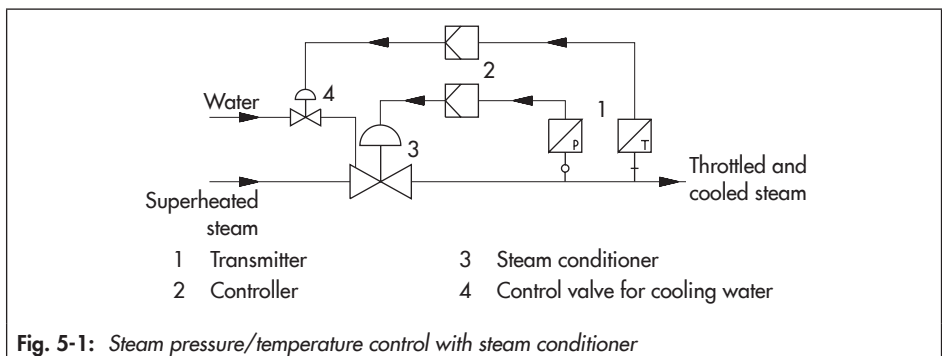 2
4
Water
1
3
P
T
Throttled and
cooled steam
Superheated
steam
1 Transmitter
3 Steam conditioner
2 Controller
4 Control valve for cooling water
Fig. 5-1: Steam pressure/temperature control with steam conditioner